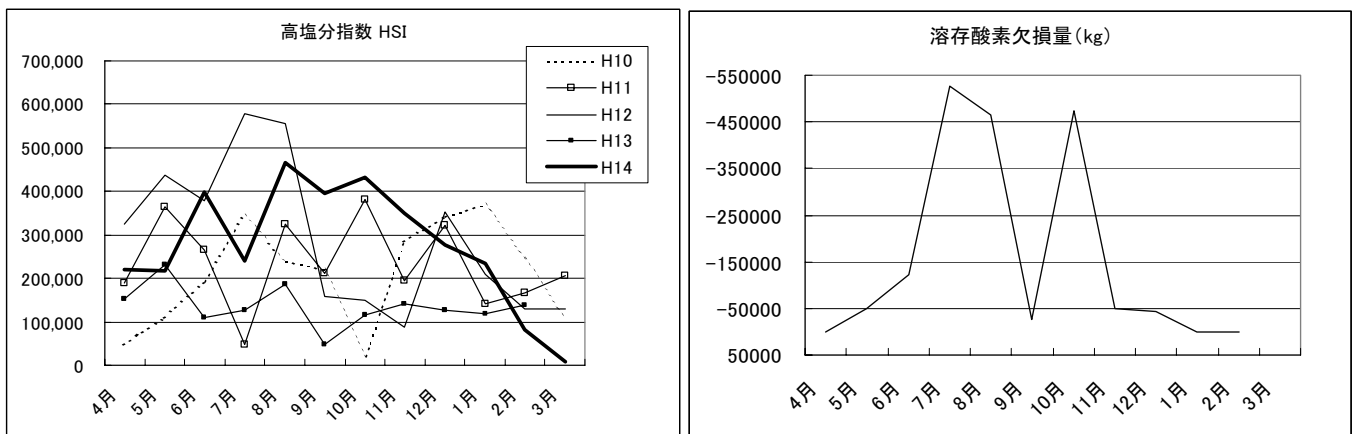 高塩分指数 HSI
700,000
600,000
500,000
400,000
300,000
200,000
100,000
0
4月
5月
6月
7月
8月
9月
10月
11月
12月
1月
2月
3月
H10
H11
H12
H13
H14
溶存酸素欠損量(kg)
-550000
-450000
-350000
-250000
-150000
-50000
50000
4月
5月
6月
7月
8月
9月
10月
11月
12月
1月
2月
3月